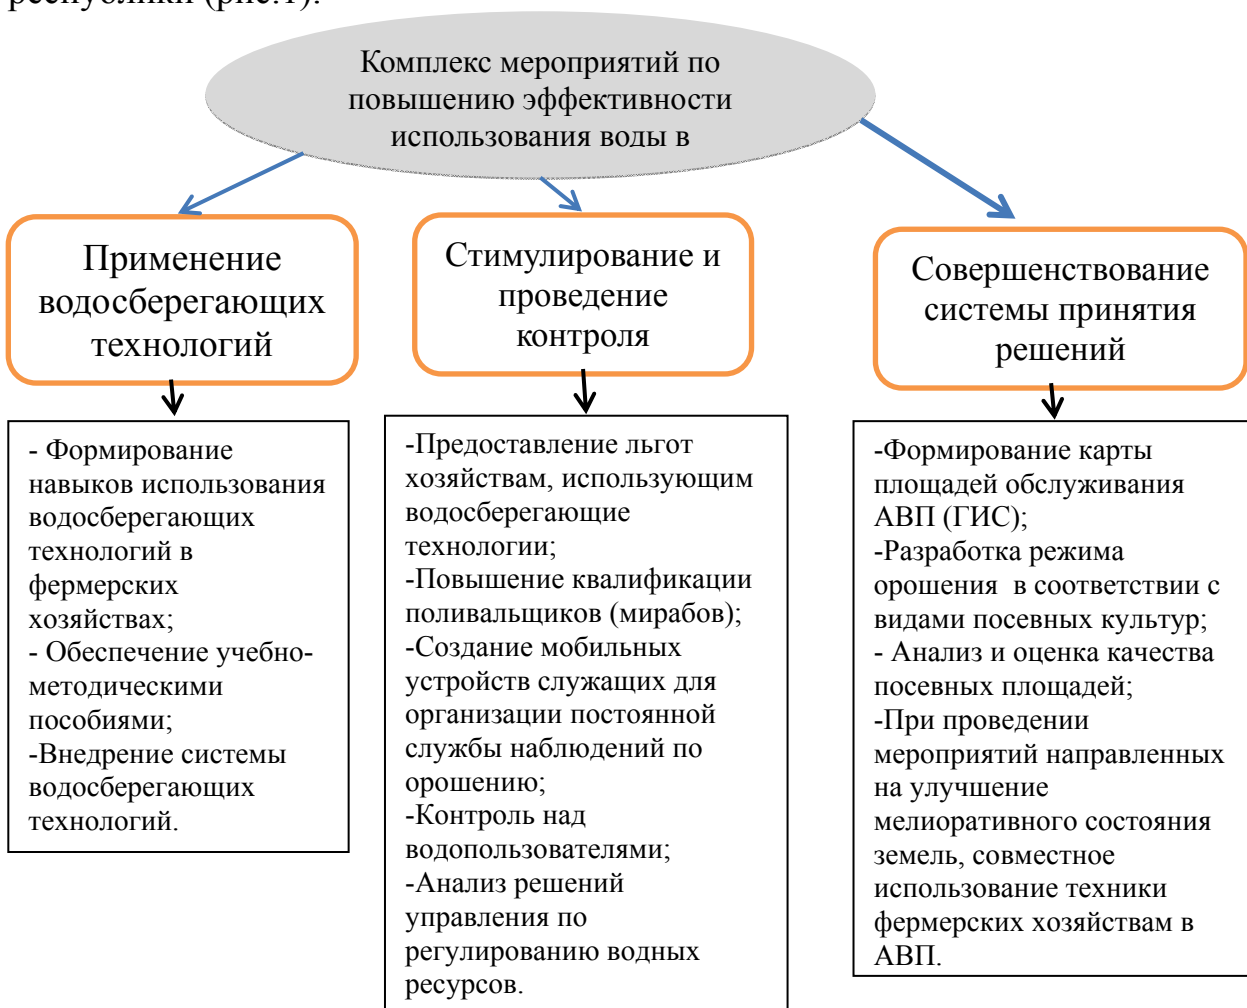 республики (рис.1).
Комплекс мероприятий по
повышению эффективности
использования воды в
Применение
водосберегающих
технологий
Стимулирование и
проведение
контроля
Совершенствование
системы принятия
решений
- Формирование
навыков использования
водосберегающих
технологий в
фермерских
хозяйствах;
- Обеспечение учебно-
методическими
пособиями;
-Внедрение системы
водосберегающих
технологий.
-Предоставление льгот
хозяйствам, использующим
водосберегающие
технологии;
-Повышение квалификации
поливальщиков (мирабов);
-Создание мобильных
устройств служащих для
организации постоянной
службы наблюдений по
орошению;
-Контроль над
водопользователями;
-Анализ решений
управления по
регулированию водных
ресурсов.
-Формирование карты
площадей обслуживания
АВП (ГИС);
-Разработка режима
орошения  в соответствии с
видами посевных культур;
- Анализ и оценка качества
посевных площадей;
-При проведении
мероприятий направленных
на улучшение
мелиоративного состояния
земель, совместное
использование техники
фермерских хозяйствам в
АВП.